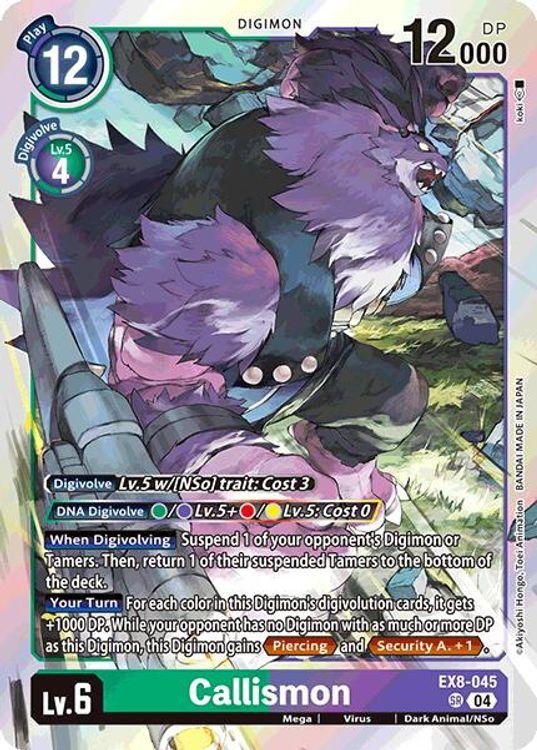 DIGIMON
Play
12
12000
DP
Digivolve
Lv.5
4
koki
©Akiyoshi Hongo, Toei Animation BANDAI MADE IN JAPAN
Digivolve Lv.5 w/[NSo] trait: Cost 3
DNA Digivolve / Lv.5+ / Lv.5: Cost 0
When Digivolving Suspend 1 of your opponent's Digimon or
Tamers. Then, return 1 of their suspended Tamers to the bottom of
the deck.
Your Turn For each color in this Digimon's digivolution cards, it gets
+1000 DP. While your opponent has no Digimon with as much or more DP
as this Digimon, this Digimon gains Piercing and Security A. +1 .
Lv.6
Callismon
EX8-045
SR 04
Mega | Virus | Dark Animal/NSo